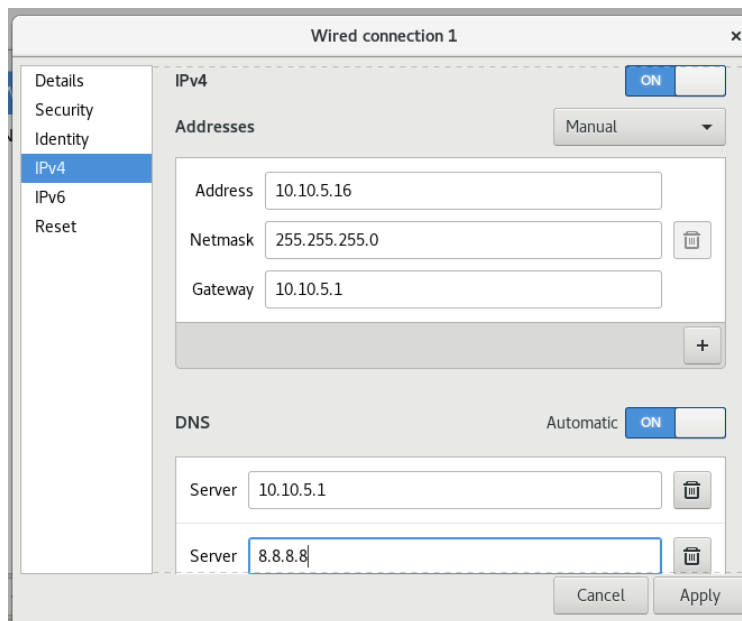 Wired connection 1
Details
Security
Identity
IPv4
IPv6
Reset
IPv4 ON
Addresses Manual
Address 10.10.5.16
Netmask 255.255.255.0
Gateway 10.10.5.1
+
DNS Automatic ON
Server 10.10.5.1
Server 8.8.8.8
Cancel Apply